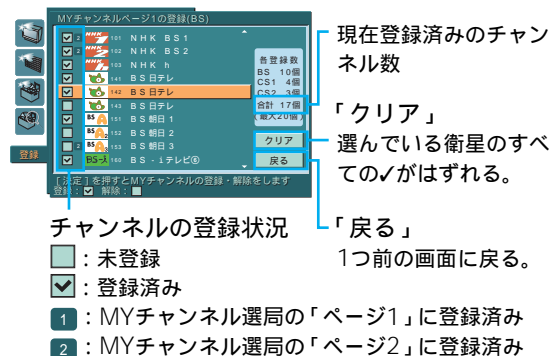 MYチャンネルページ1の登録(BS)
2 NHK 101 NHK BS1
2 NHK 102 NHK BS2
NHK 103 NHK h
141 BS日テレ
142 BS日テレ
143 BS日テレ
BS 151 BS朝日1
BS 152 BS朝日2
2 BS 153 BS朝日3
BS-i 160 BS-iテレビ⑥
各登録数
BS 10個
CS1 4個
CS2 3個
合計 17個
(最大20個)
クリア
戻る
登録
[決定]を押すとMYチャンネルの登録・解除をします
登録:☑ 解除:□
現在登録済みのチャン
ネル数
「クリア」
選んでいる衛星のすべ
ての✓がはずれる。
「戻る」
1つ前の画面に戻る。
チャンネルの登録状況
□:未登録
☑:登録済み
1:MYチャンネル選局の「ページ1」に登録済み
2:MYチャンネル選局の「ページ2」に登録済み